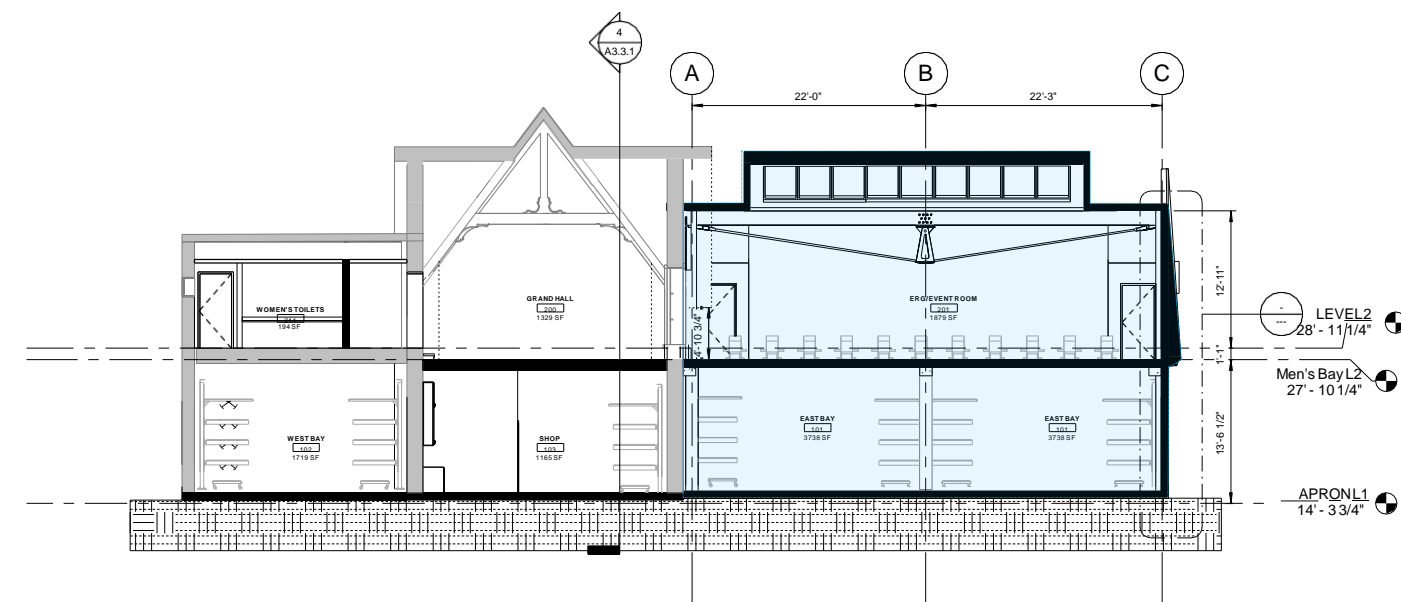 4
A3.3.1
A
B
C
22'-0"
22'-3"
WOMEN'S TOILETS
194 SF
GRAND HALL
200
1329 SF
ERG/EVENT ROOM
201
1879 SF
4'-10 3/4"
12'-11"
1'-1"
13'-6 1/2"
-
---
LEVEL 2
28' - 11 1/4"
Men's Bay L2
27' - 10 1/4"
WEST BAY
102
1719 SF
SHOP
103
1165 SF
EAST BAY
101
3738 SF
EAST BAY
101
3738 SF
APRON L1
14' - 3 3/4"